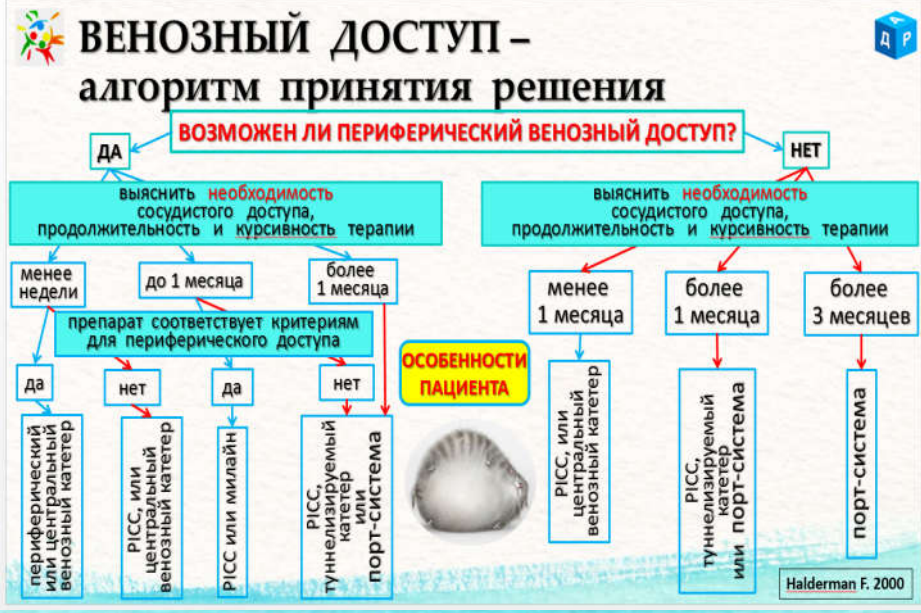 ВЕНОЗНЫЙ ДОСТУП –
алгоритм принятия решения
А
Д Р
ВОЗМОЖЕН ЛИ ПЕРИФЕРИЧЕСКИЙ ВЕНОЗНЫЙ ДОСТУП?
ДА
НЕТ
выяснить необходимость
сосудистого доступа,
продолжительность и курсивность терапии
выяснить необходимость
сосудистого доступа,
продолжительность и курсивность терапии
менее
недели
до 1 месяца
более
1 месяца
менее
1 месяца
более
1 месяца
более
3 месяцев
препарат соответствует критериям
для периферического доступа
да
нет
да
нет
ОСОБЕННОСТИ
ПАЦИЕНТА
периферический
или центральный
венозный катетер
PICC, или
центральный
венозный катетер
PICC или милайн
PICC,
туннелизируемый
катетер
или
порт-система
PICC, или
центральный
венозный катетер
PICC,
туннелизируемый
катетер
или порт-система
порт-система
Halderman F. 2000